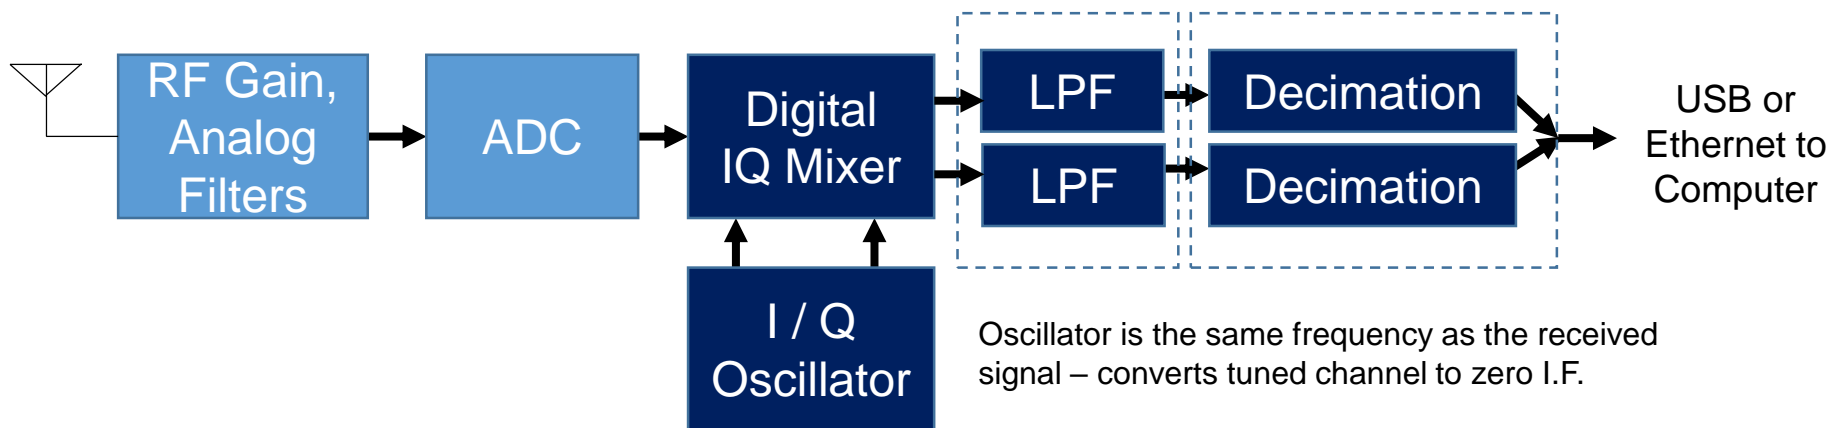 RF Gain,
Analog
Filters
ADC
Digital
IQ Mixer
LPF
LPF
Decimation
Decimation
USB or
Ethernet to
Computer
I / Q
Oscillator
Oscillator is the same frequency as the received
signal – converts tuned channel to zero I.F.